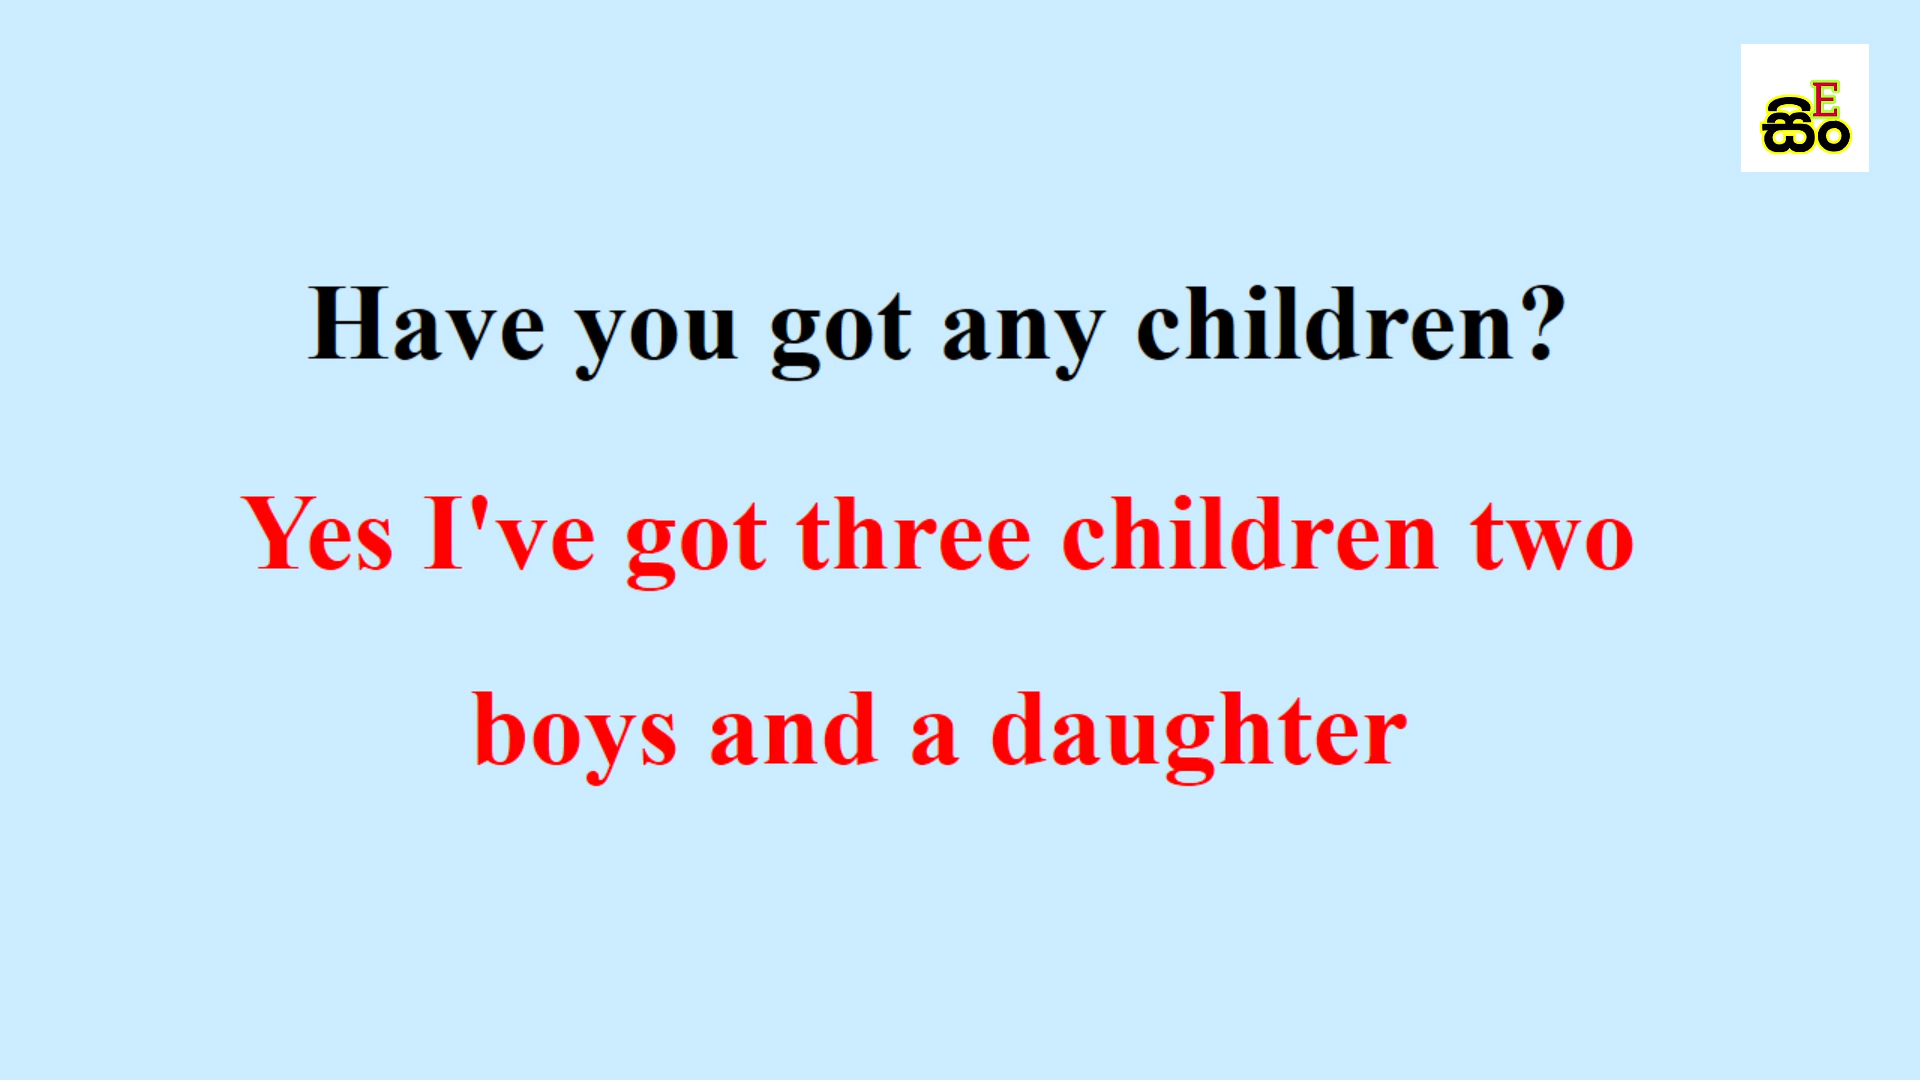 E
සිං
Have you got any children?
Yes I've got three children two
boys and a daughter